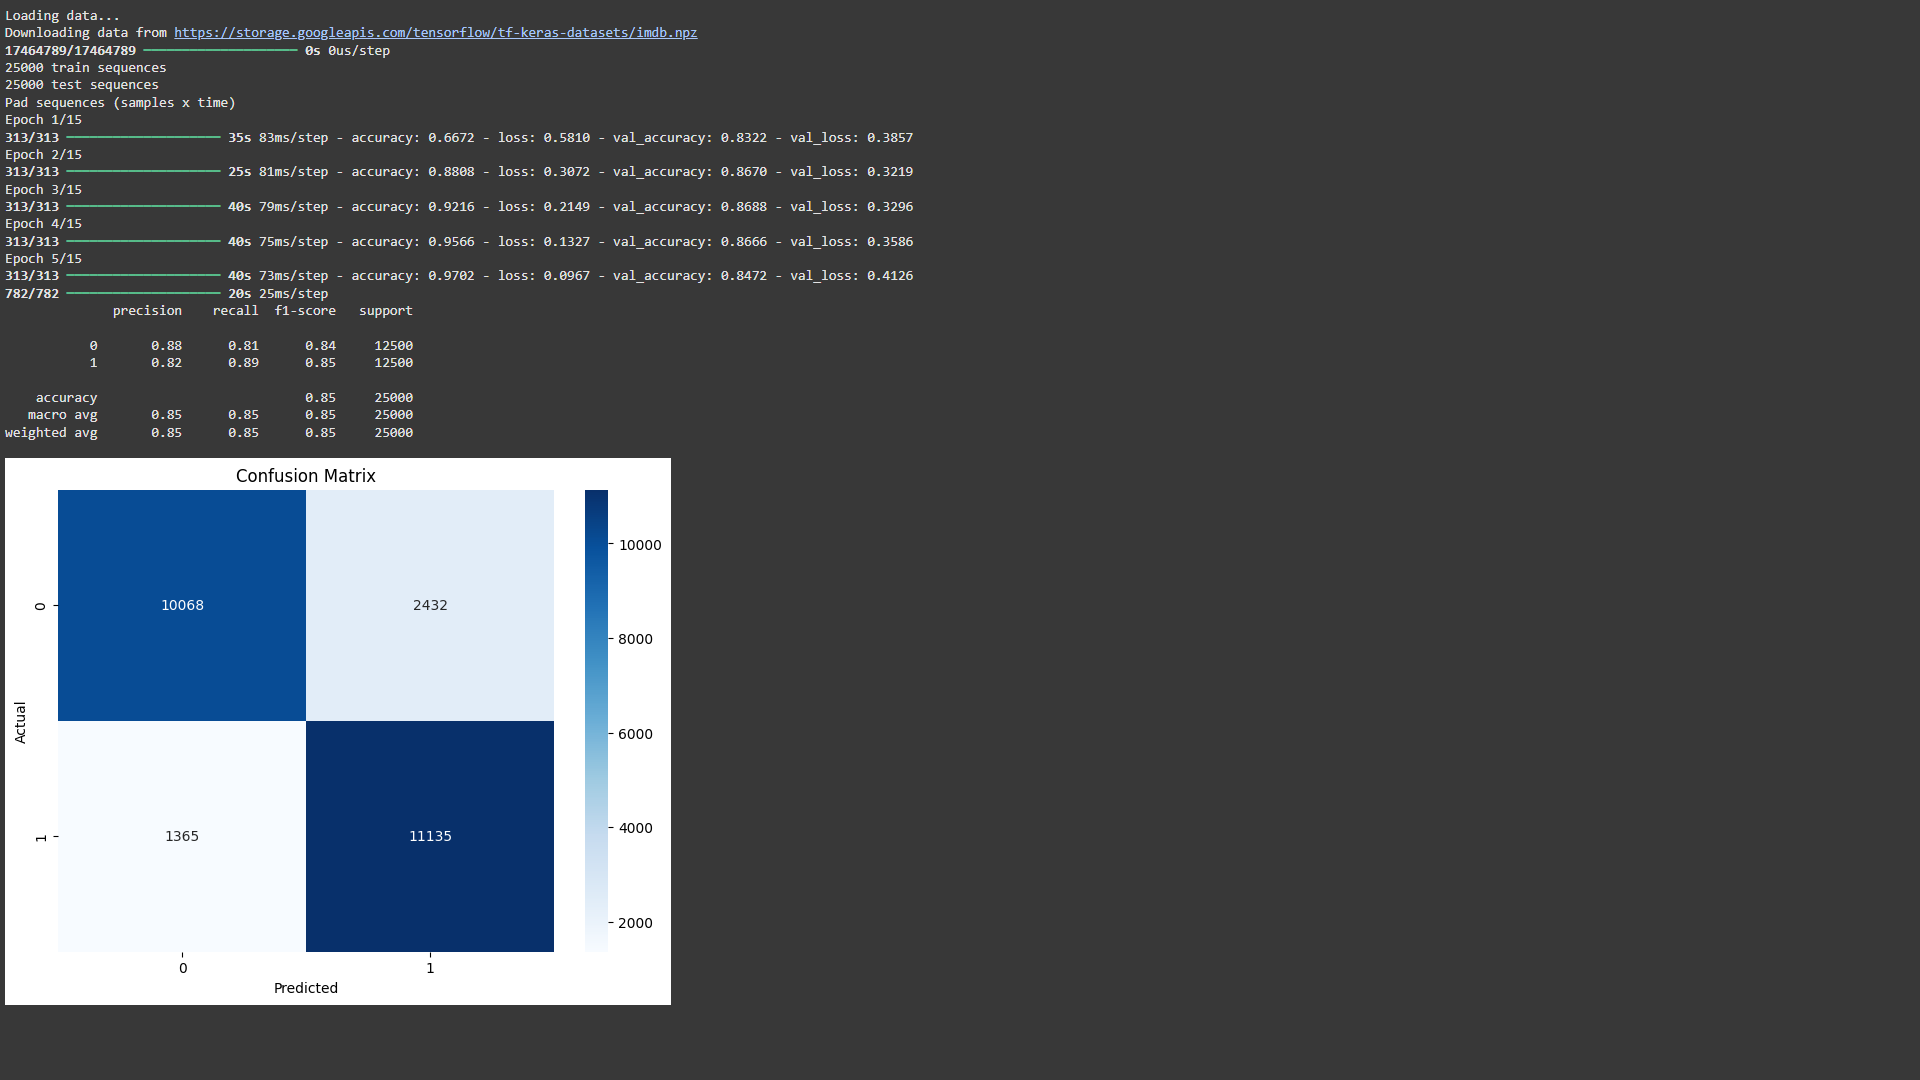 Loading data...
Downloading data from https://storage.googleapis.com/tensorflow/tf-keras-datasets/imdb.npz
17464789/17464789 ━━━━━━━━━━━━━━━━━━━━ 0s 0us/step
25000 train sequences
25000 test sequences
Pad sequences (samples x time)
Epoch 1/15
313/313 ━━━━━━━━━━━━━━━━━━━━ 35s 83ms/step - accuracy: 0.6672 - loss: 0.5810 - val_accuracy: 0.8322 - val_loss: 0.3857
Epoch 2/15
313/313 ━━━━━━━━━━━━━━━━━━━━ 25s 81ms/step - accuracy: 0.8808 - loss: 0.3072 - val_accuracy: 0.8670 - val_loss: 0.3219
Epoch 3/15
313/313 ━━━━━━━━━━━━━━━━━━━━ 40s 79ms/step - accuracy: 0.9216 - loss: 0.2149 - val_accuracy: 0.8688 - val_loss: 0.3296
Epoch 4/15
313/313 ━━━━━━━━━━━━━━━━━━━━ 40s 75ms/step - accuracy: 0.9566 - loss: 0.1327 - val_accuracy: 0.8666 - val_loss: 0.3586
Epoch 5/15
313/313 ━━━━━━━━━━━━━━━━━━━━ 40s 73ms/step - accuracy: 0.9702 - loss: 0.0967 - val_accuracy: 0.8472 - val_loss: 0.4126
782/782 ━━━━━━━━━━━━━━━━━━━━ 20s 25ms/step
precision recall f1-score support
0 0.88 0.81 0.84 12500
1 0.82 0.89 0.85 12500
accuracy 0.85 25000
macro avg 0.85 0.85 0.85 25000
weighted avg 0.85 0.85 0.85 25000
Confusion Matrix
10000
0 10068 2432
8000
Actual
6000
1 1365 11135
4000
2000
0 1
Predicted